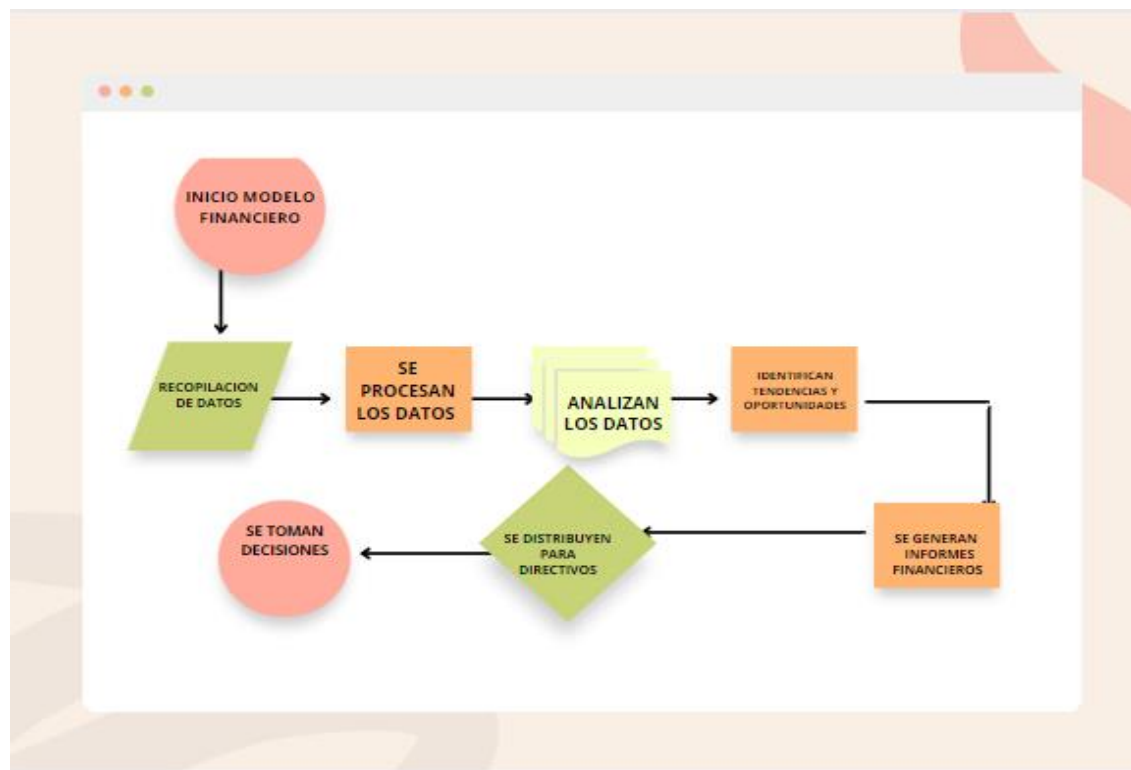 INICIO MODELO
FINANCIERO
RECOPILACION
DE DATOS
SE
PROCESAN
LOS DATOS
ANALIZAN
LOS DATOS
IDENTIFICAN
TENDENCIAS Y
OPORTUNIDADES
SE GENERAN
INFORMES
FINANCIEROS
SE DISTRIBUYEN
PARA
DIRECTIVOS
SE TOMAN
DECISIONES